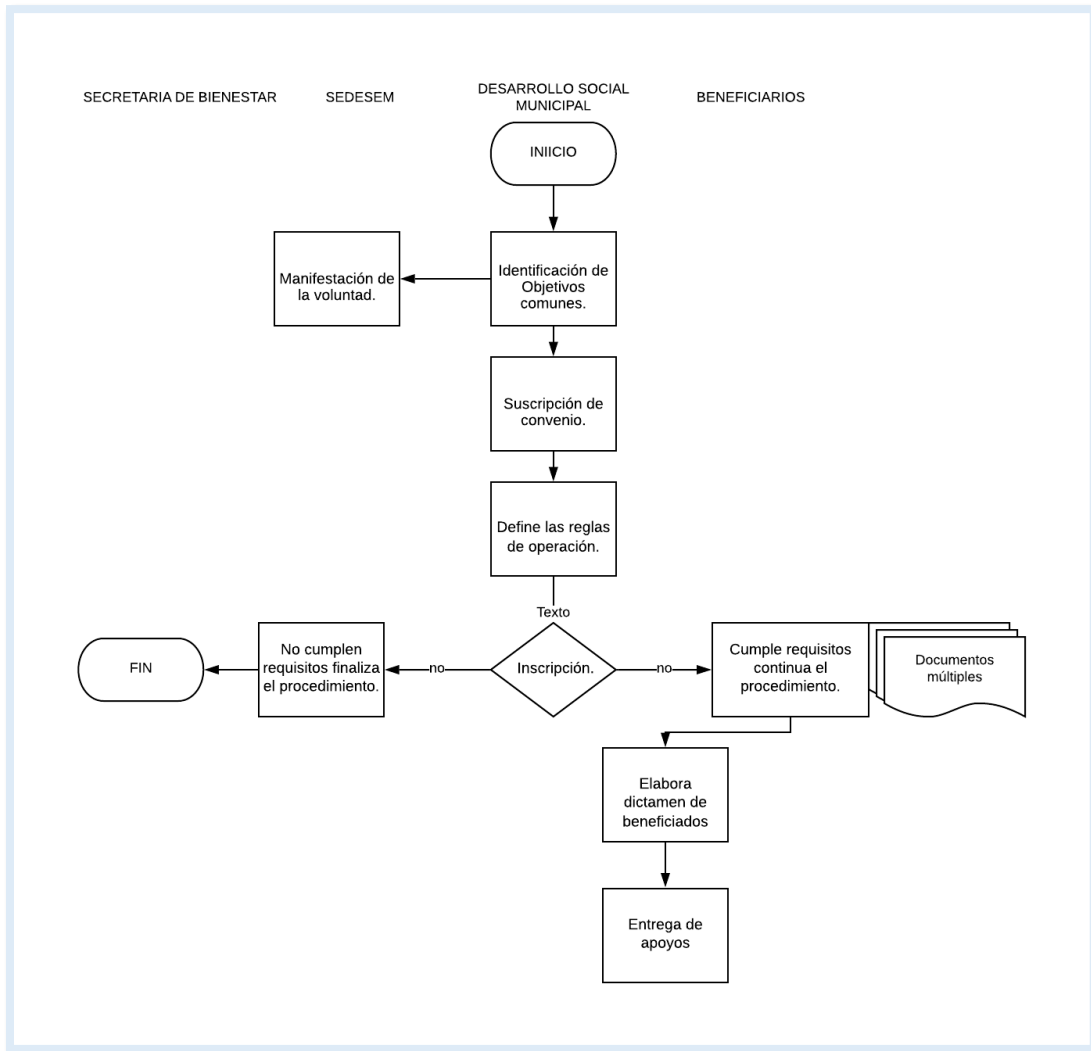 SECRETARIA DE BIENESTAR
SEDESEM
DESARROLLO SOCIAL
MUNICIPAL
BENEFICIARIOS
INIICIO
Manifestación de
la voluntad.
Identificación de
Objetivos
comunes.
Suscripción de
convenio.
Define las reglas
de operación.
Texto
FIN
No cumplen
requisitos finaliza
el procedimiento.
no
Inscripción.
no
Cumple requisitos
continua el
procedimiento.
Documentos
múltiples
Elabora
dictamen de
beneficiados
Entrega de
apoyos